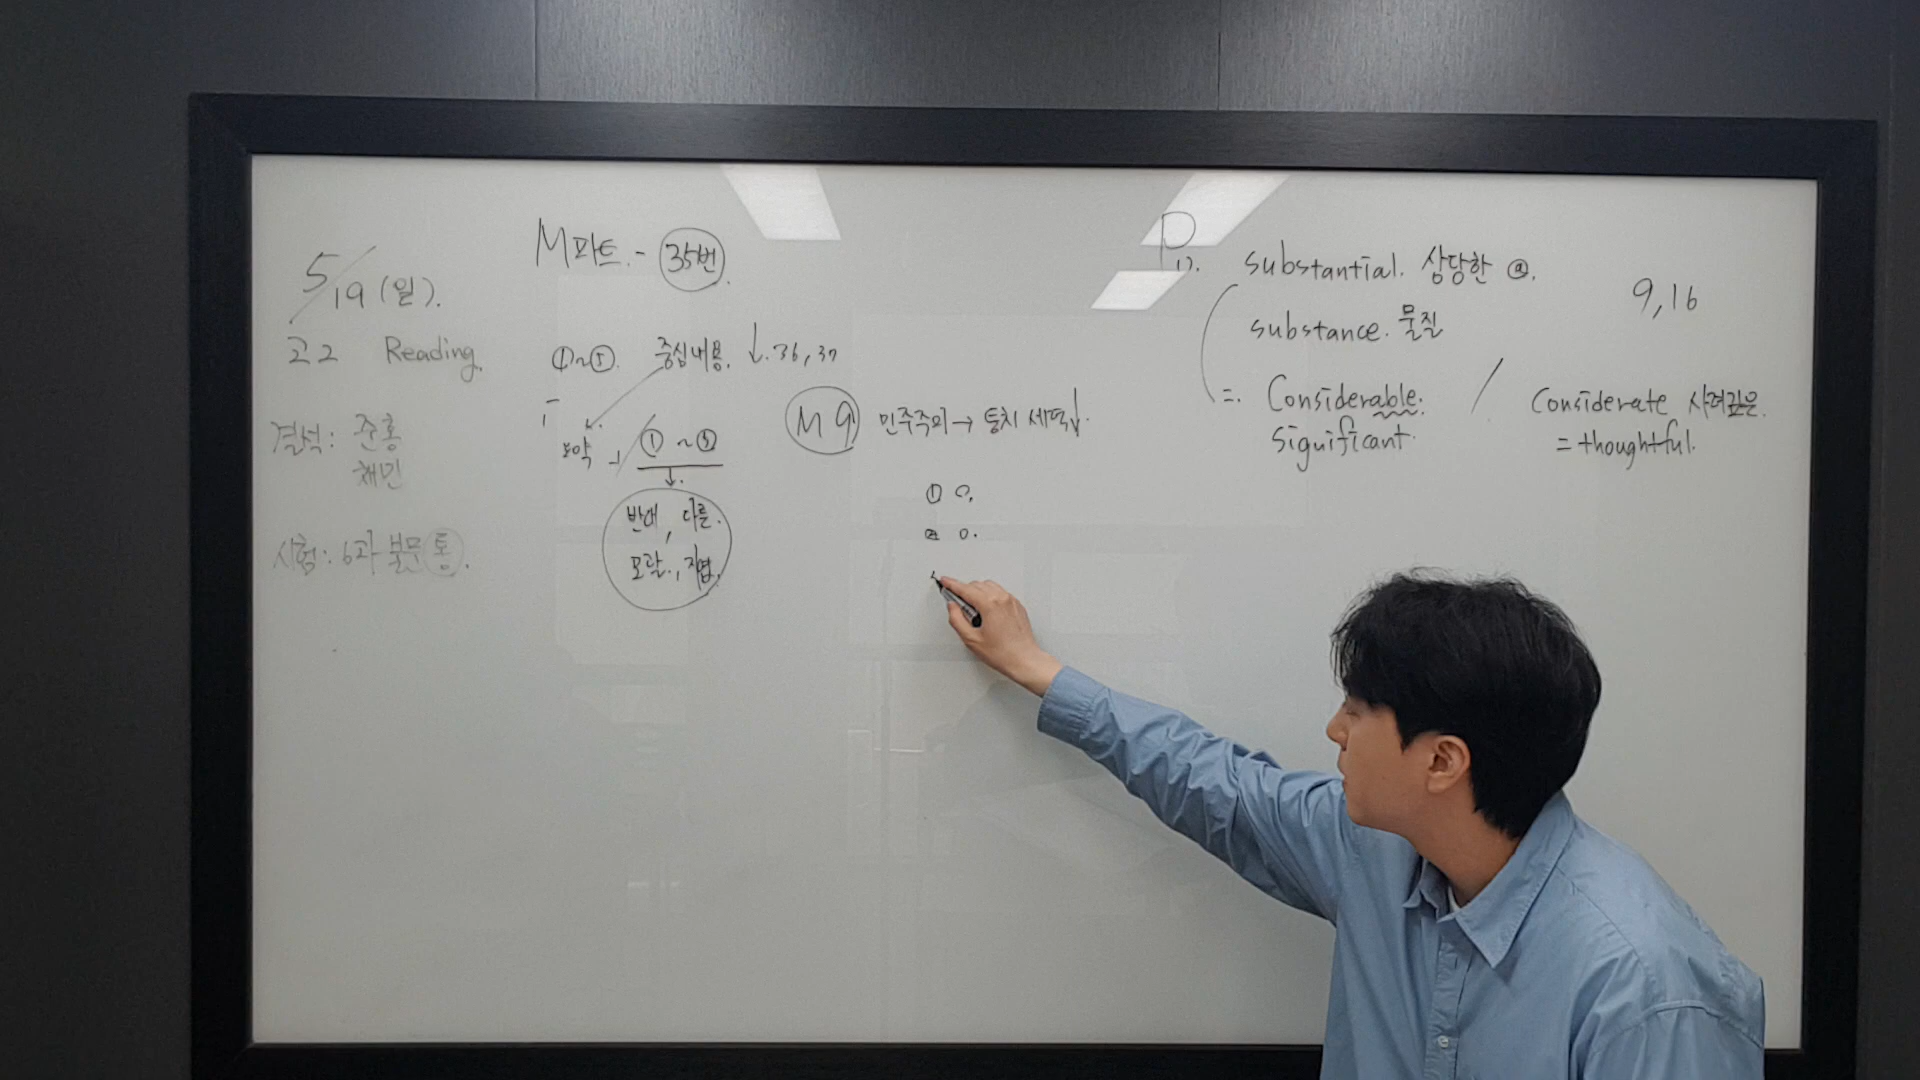 5/19 (일).
고2 Reading.
결석: 준홍
채민
시험: 6과 본문 통.
M파트. - 35번.
①~⑤. 중심내용. ↓. 36, 37
요약 → ① ~ ⑤
↓.
반대, 다른.
포괄., 지엽.
M 9. 민주주의 → 통치 세력↓.
① O.
② O.
P
1). substantial. 상당한 ⓐ.
substance. 물질
=. Considerable. / Considerate 사려깊은.
significant. = thoughtful.
9, 16